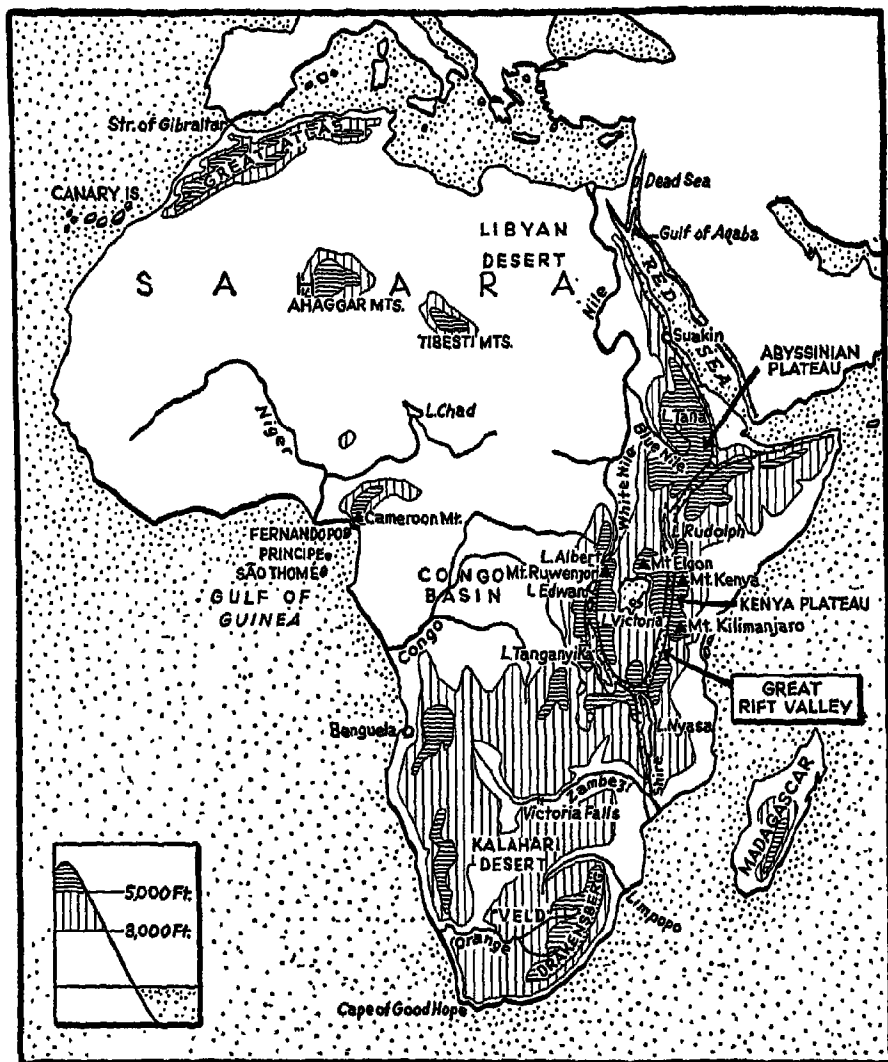 Str. of Gibraltar
GREAT ATLAS
CANARY IS.
Dead Sea
Gulf of Aqaba
LIBYAN
DESERT
SAHARA
AHAGGAR MTS.
TIBESTI MTS.
Nile
RED SEA
Suakin
ABYSSINIAN
PLATEAU
L. Tana
Blue Nile
White Nile
L. Chad
Niger
Cameroon Mt.
FERNANDO PO
PRINCIPE
SÃO THOMÉ
GULF OF
GUINEA
CONGO
BASIN
Congo
L. Rudolph
L. Albert
Mt. Ruwenzori
L. Edward
Mt Elgon
Mt. Kenya
L. Victoria
KENYA PLATEAU
Mt. Kilimanjaro
L. Tanganyika
GREAT
RIFT VALLEY
Benguela
L. Nyasa
Shire
Zambezi
Victoria Falls
MADAGASCAR
KALAHARI
DESERT
Limpopo
VELD
DRAKENSBERG
Orange
Cape of Good Hope
5,000 Ft.
3,000 Ft.